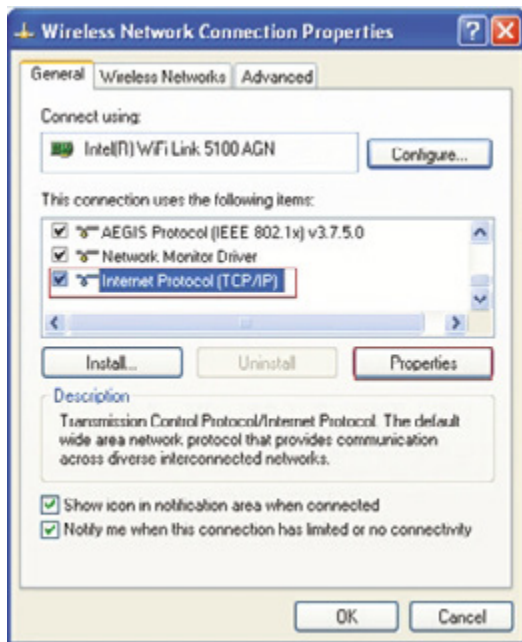 Wireless Network Connection Properties
General Wireless Networks Advanced
Connect using:
Intel(R) WiFi Link 5100 AGN Configure...
This connection uses the following items:
AEGIS Protocol (IEEE 802.1x) v3.7.5.0
Network Monitor Driver
Internet Protocol (TCP/IP)
Install... Uninstall Properties
Description
Transmission Control Protocol/Internet Protocol. The default
wide area network protocol that provides communication
across diverse interconnected networks.
Show icon in notification area when connected
Notify me when this connection has limited or no connectivity
OK Cancel